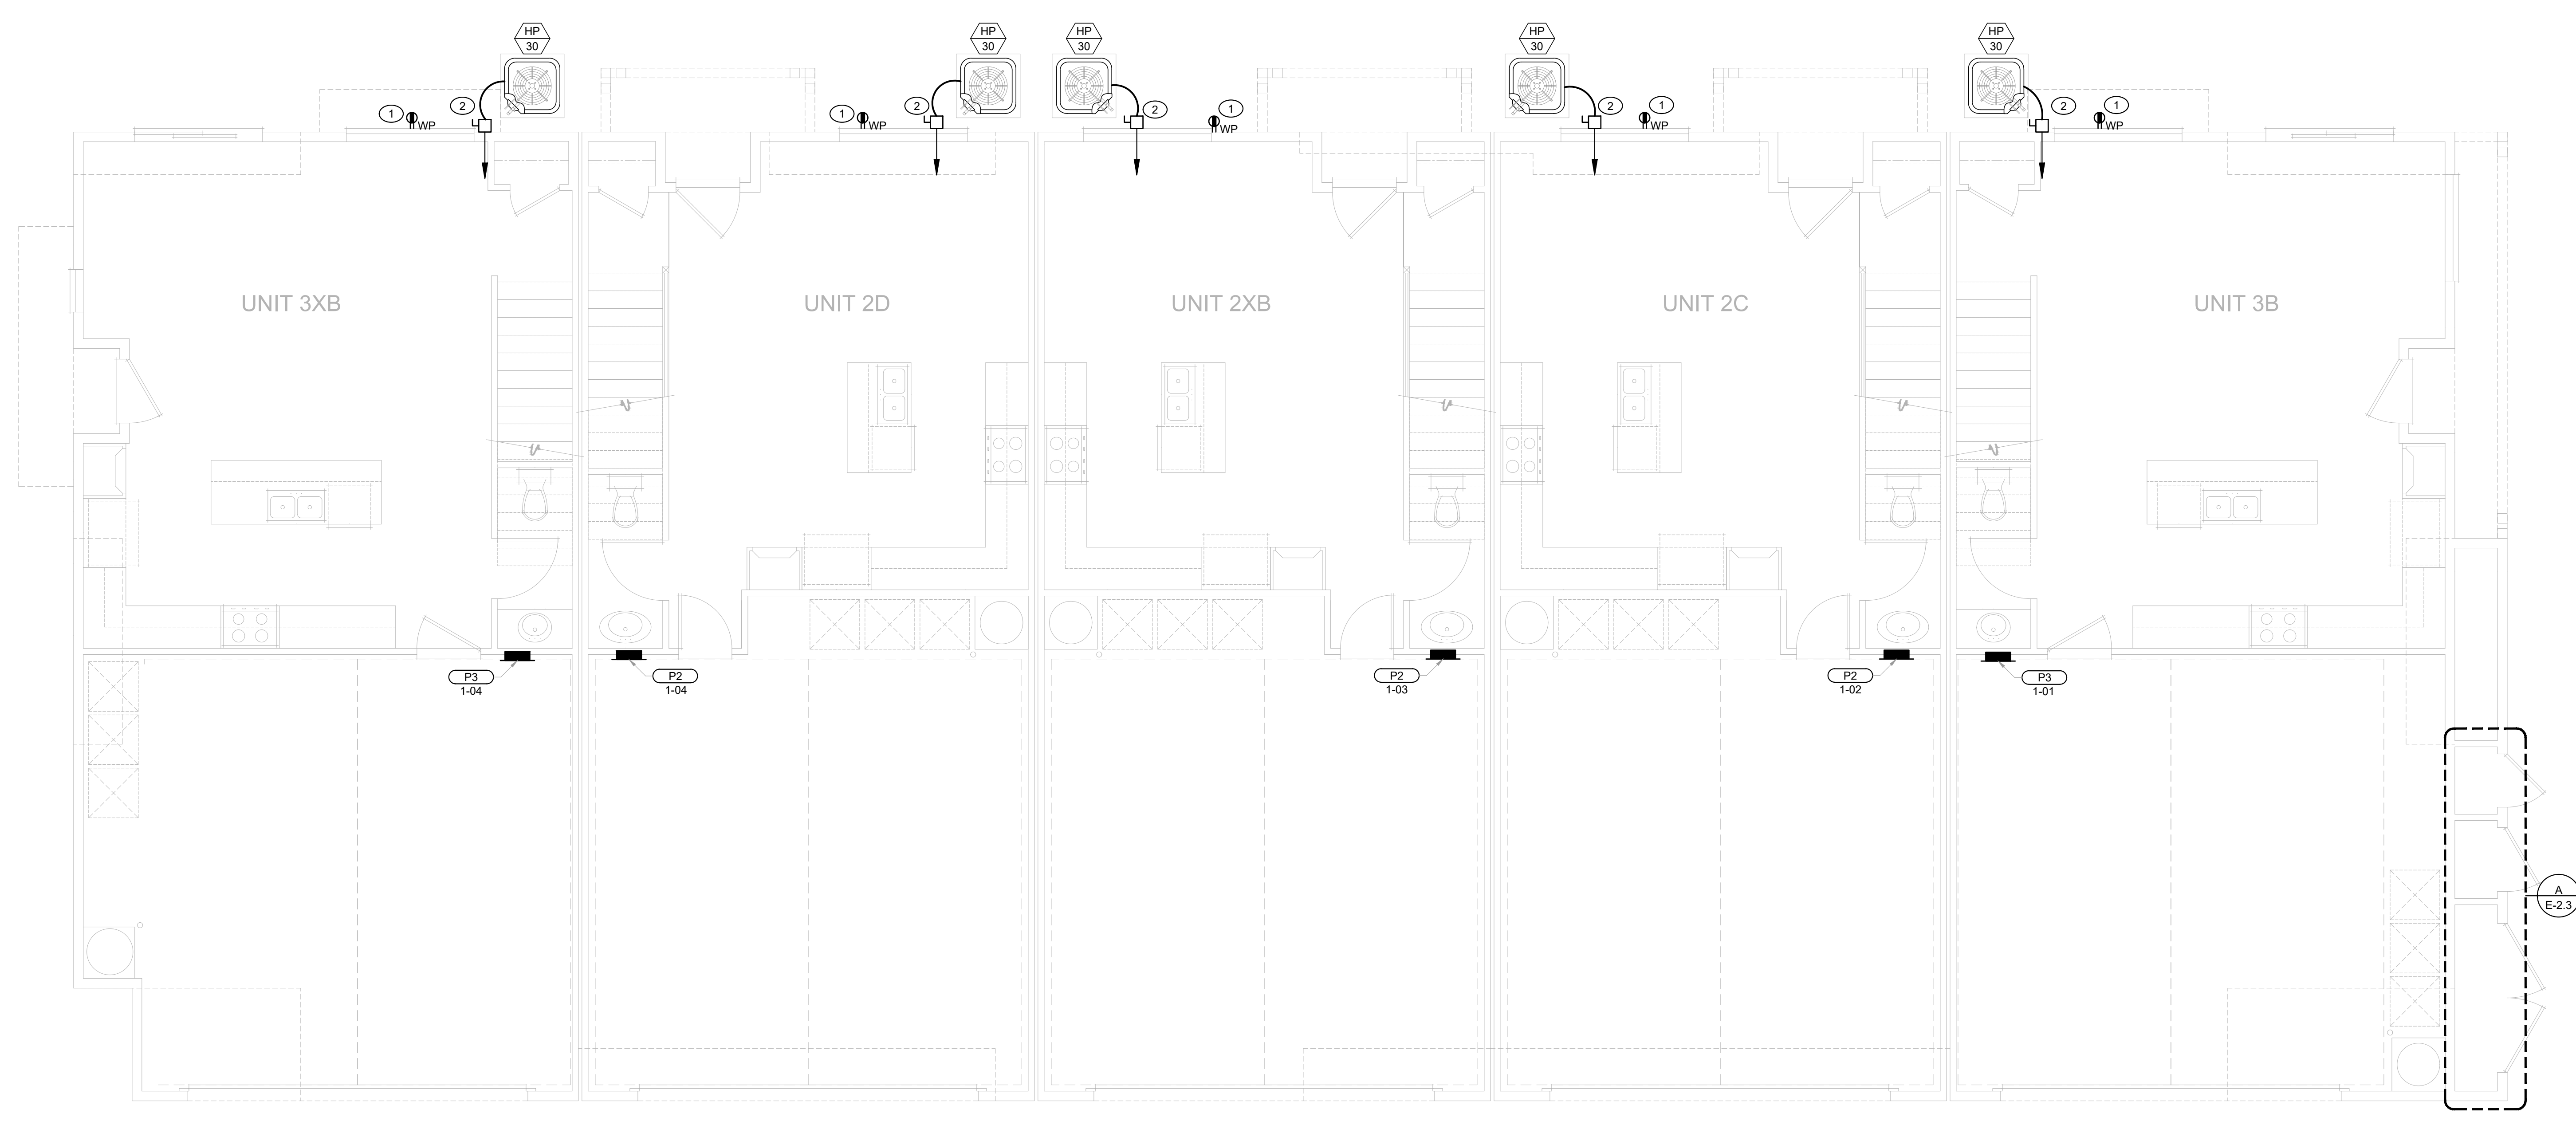 HP
30
HP
30
HP
30
HP
30
HP
30
1
2
WP
1
2
WP
2
1
WP
2
1
WP
2
1
WP
UNIT 3XB
UNIT 2D
UNIT 2XB
UNIT 2C
UNIT 3B
P3
1-04
P2
1-04
P2
1-03
P2
1-02
P3
1-01
A
E-2.3